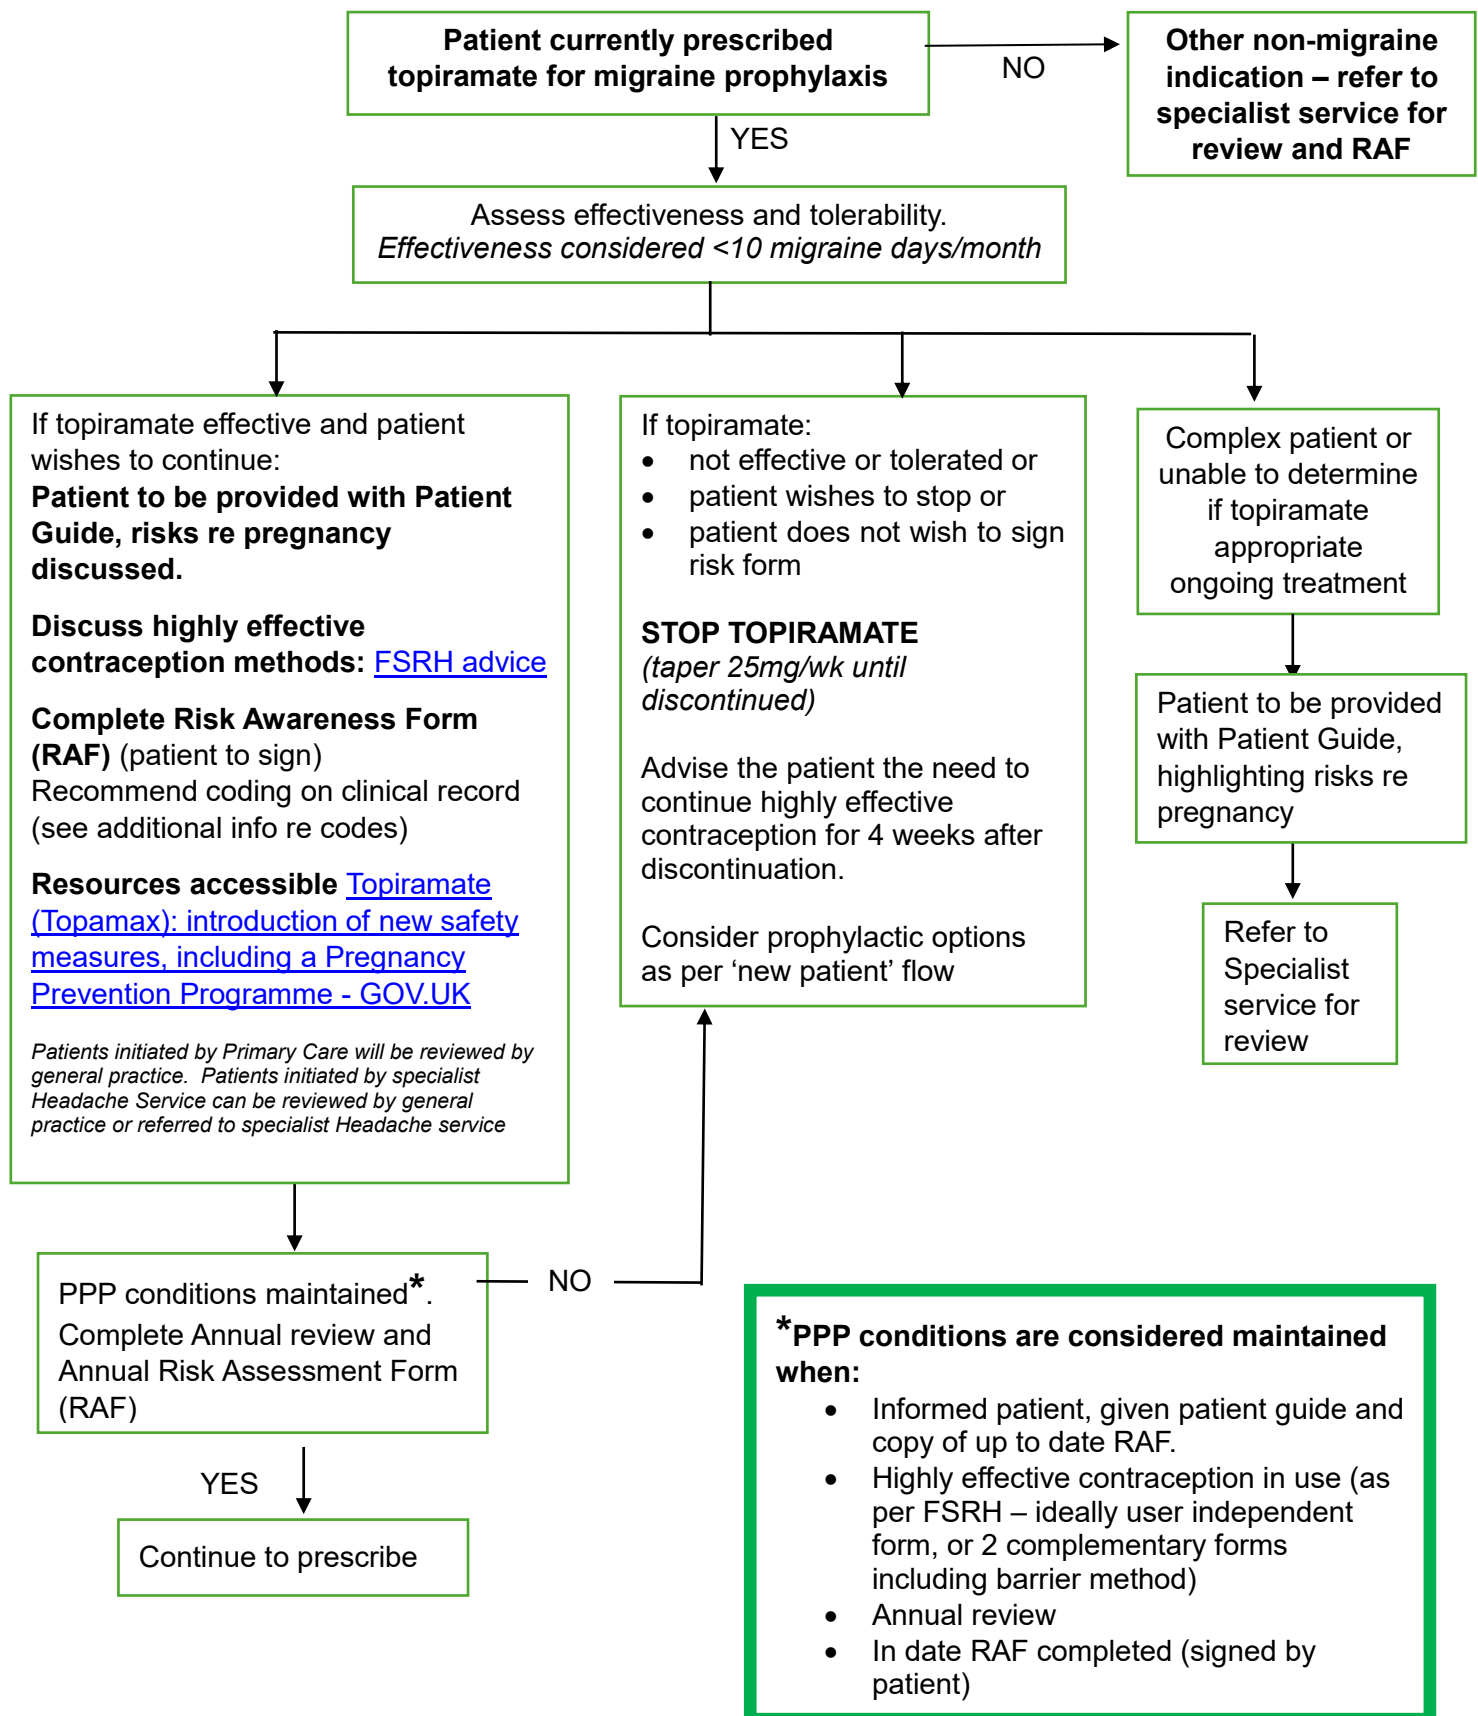 Patient currently prescribed
topiramate for migraine prophylaxis
NO
Other non-migraine
indication – refer to
specialist service for
review and RAF
YES
Assess effectiveness and tolerability.
Effectiveness considered <10 migraine days/month
If topiramate effective and patient
wishes to continue:
Patient to be provided with Patient
Guide, risks re pregnancy
discussed.
Discuss highly effective
contraception methods: FSRH advice
Complete Risk Awareness Form
(RAF) (patient to sign)
Recommend coding on clinical record
(see additional info re codes)
Resources accessible Topiramate
(Topamax): introduction of new safety
measures, including a Pregnancy
Prevention Programme - GOV.UK
Patients initiated by Primary Care will be reviewed by
general practice.  Patients initiated by specialist
Headache Service can be reviewed by general
practice or referred to specialist Headache service
If topiramate:
• not effective or tolerated or
• patient wishes to stop or
• patient does not wish to sign
risk form
STOP TOPIRAMATE
(taper 25mg/wk until
discontinued)
Advise the patient the need to
continue highly effective
contraception for 4 weeks after
discontinuation.
Consider prophylactic options
as per ‘new patient’ flow
Complex patient or
unable to determine
if topiramate
appropriate
ongoing treatment
Patient to be provided
with Patient Guide,
highlighting risks re
pregnancy
Refer to
Specialist
service for
review
PPP conditions maintained*.
Complete Annual review and
Annual Risk Assessment Form
(RAF)
NO
YES
Continue to prescribe
*PPP conditions are considered maintained
when:
• Informed patient, given patient guide and
copy of up to date RAF.
• Highly effective contraception in use (as
per FSRH – ideally user independent
form, or 2 complementary forms
including barrier method)
• Annual review
• In date RAF completed (signed by
patient)